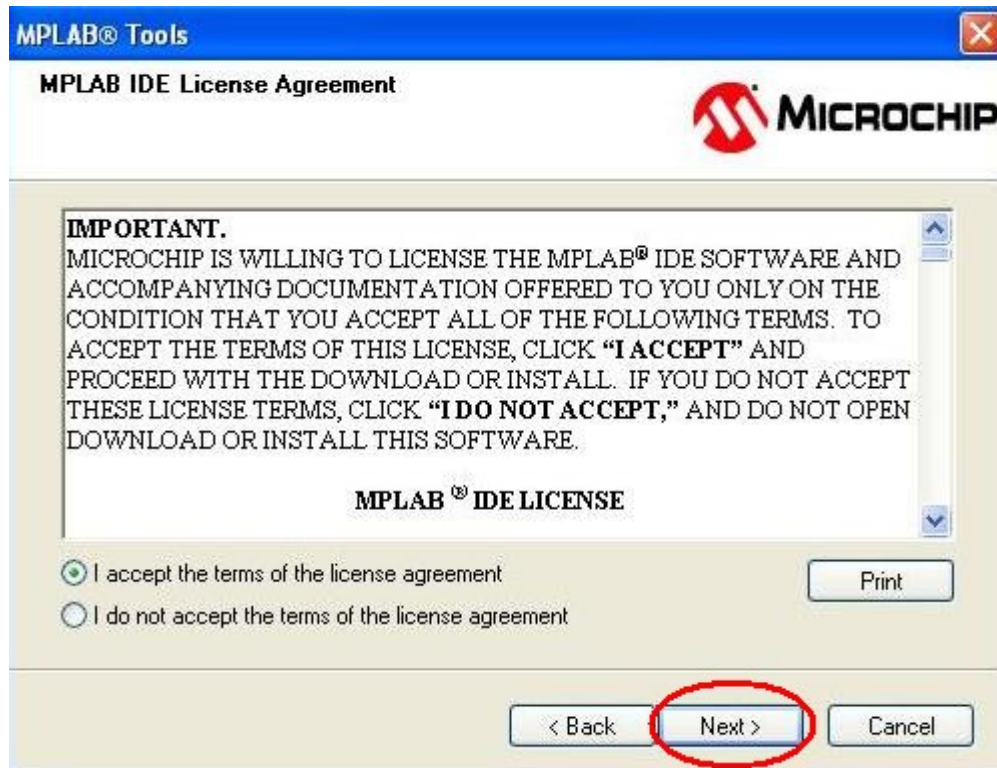 MPLAB® Tools
MPLAB IDE License Agreement
MICROCHIP
IMPORTANT.
MICROCHIP IS WILLING TO LICENSE THE MPLAB® IDE SOFTWARE AND
ACCOMPANYING DOCUMENTATION OFFERED TO YOU ONLY ON THE
CONDITION THAT YOU ACCEPT ALL OF THE FOLLOWING TERMS. TO
ACCEPT THE TERMS OF THIS LICENSE, CLICK “I ACCEPT” AND
PROCEED WITH THE DOWNLOAD OR INSTALL. IF YOU DO NOT ACCEPT
THESE LICENSE TERMS, CLICK “I DO NOT ACCEPT,” AND DO NOT OPEN
DOWNLOAD OR INSTALL THIS SOFTWARE.
MPLAB ® IDE LICENSE
I accept the terms of the license agreement
Print
I do not accept the terms of the license agreement
< Back Next > Cancel